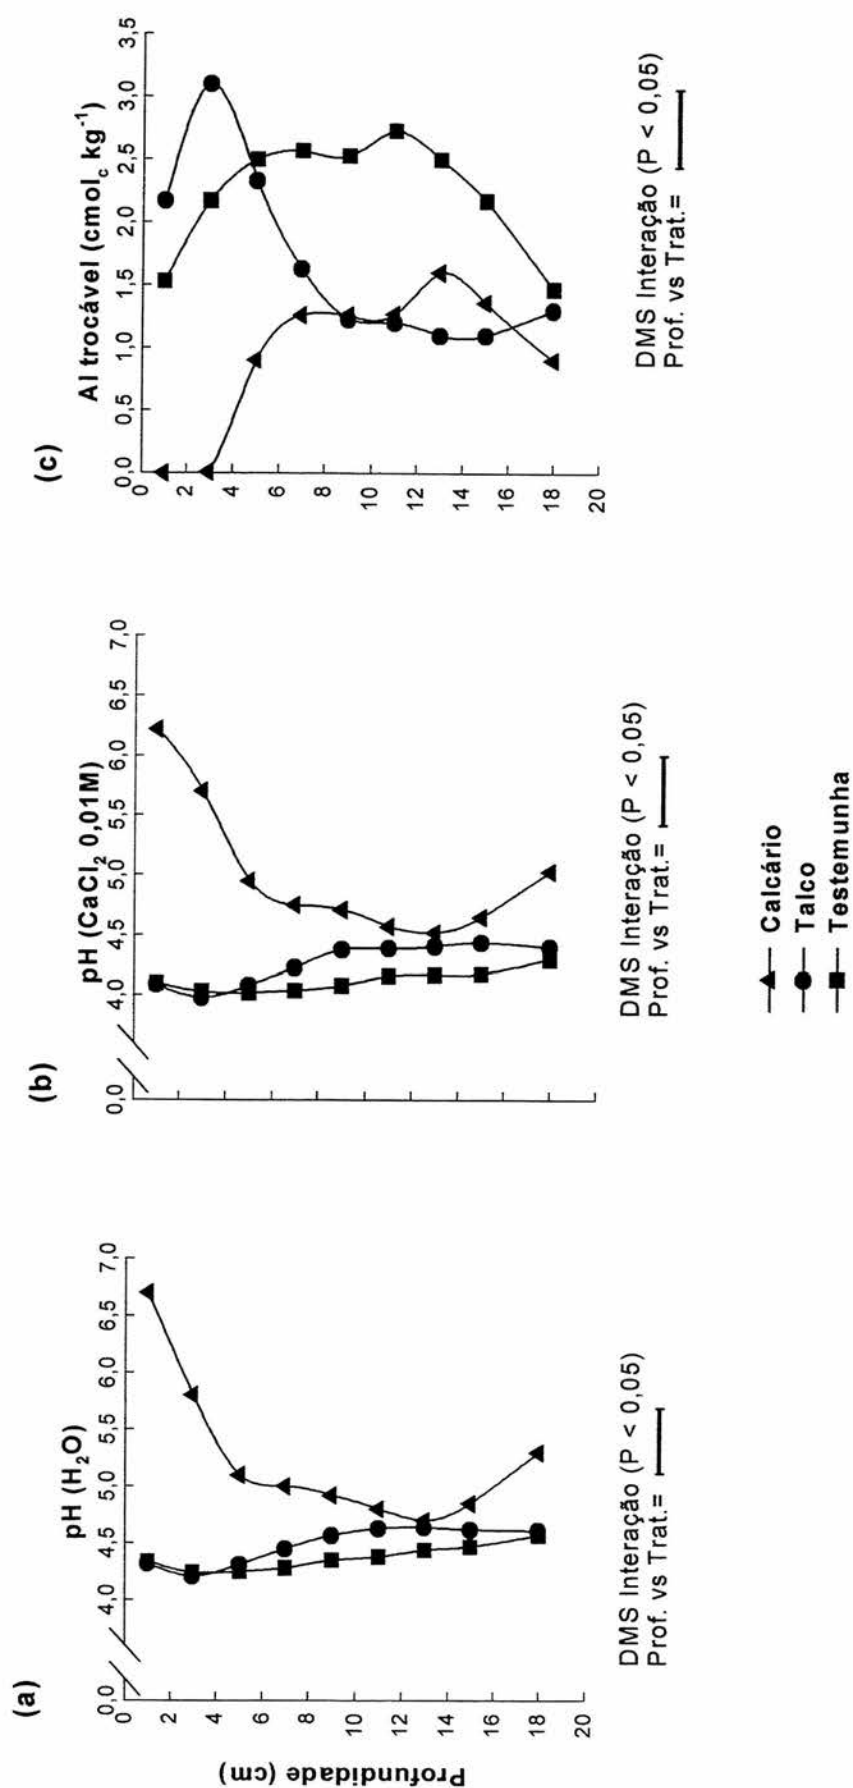 (a)
pH (H₂O)
0,0 4,0 4,5 5,0 5,5 6,0 6,5 7,0
0
2
4
6
8
10
12
14
16
18
20
Profundidade (cm)
DMS Interação (P < 0,05)
Prof. vs Trat.=
(b)
pH (CaCl₂ 0,01M)
0,0 4,0 4,5 5,0 5,5 6,0 6,5 7,0
DMS Interação (P < 0,05)
Prof. vs Trat.=
(c)
Al trocável (cmol꜀ kg⁻¹)
0,0 0,5 1,0 1,5 2,0 2,5 3,0 3,5
0
2
4
6
8
10
12
14
16
18
20
DMS Interação (P < 0,05)
Prof. vs Trat.=
Calcário
Talco
Testemunha